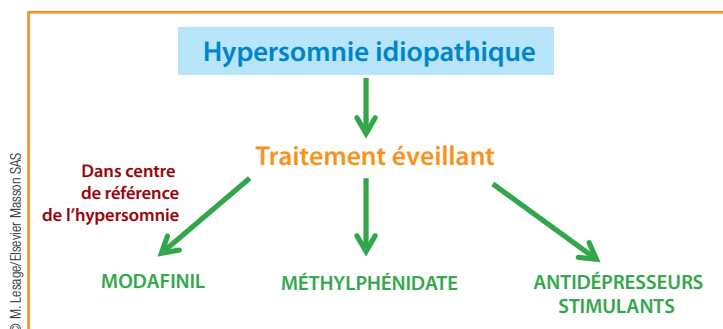 Hypersomnie idiopathique
Traitement éveillant
Dans centre
de référence
de l'hypersomnie
MODAFINIL
MÉTHYLPHÉNIDATE
ANTIDÉPRESSEURS
STIMULANTS
© M. Lesage/Elsevier Masson SAS